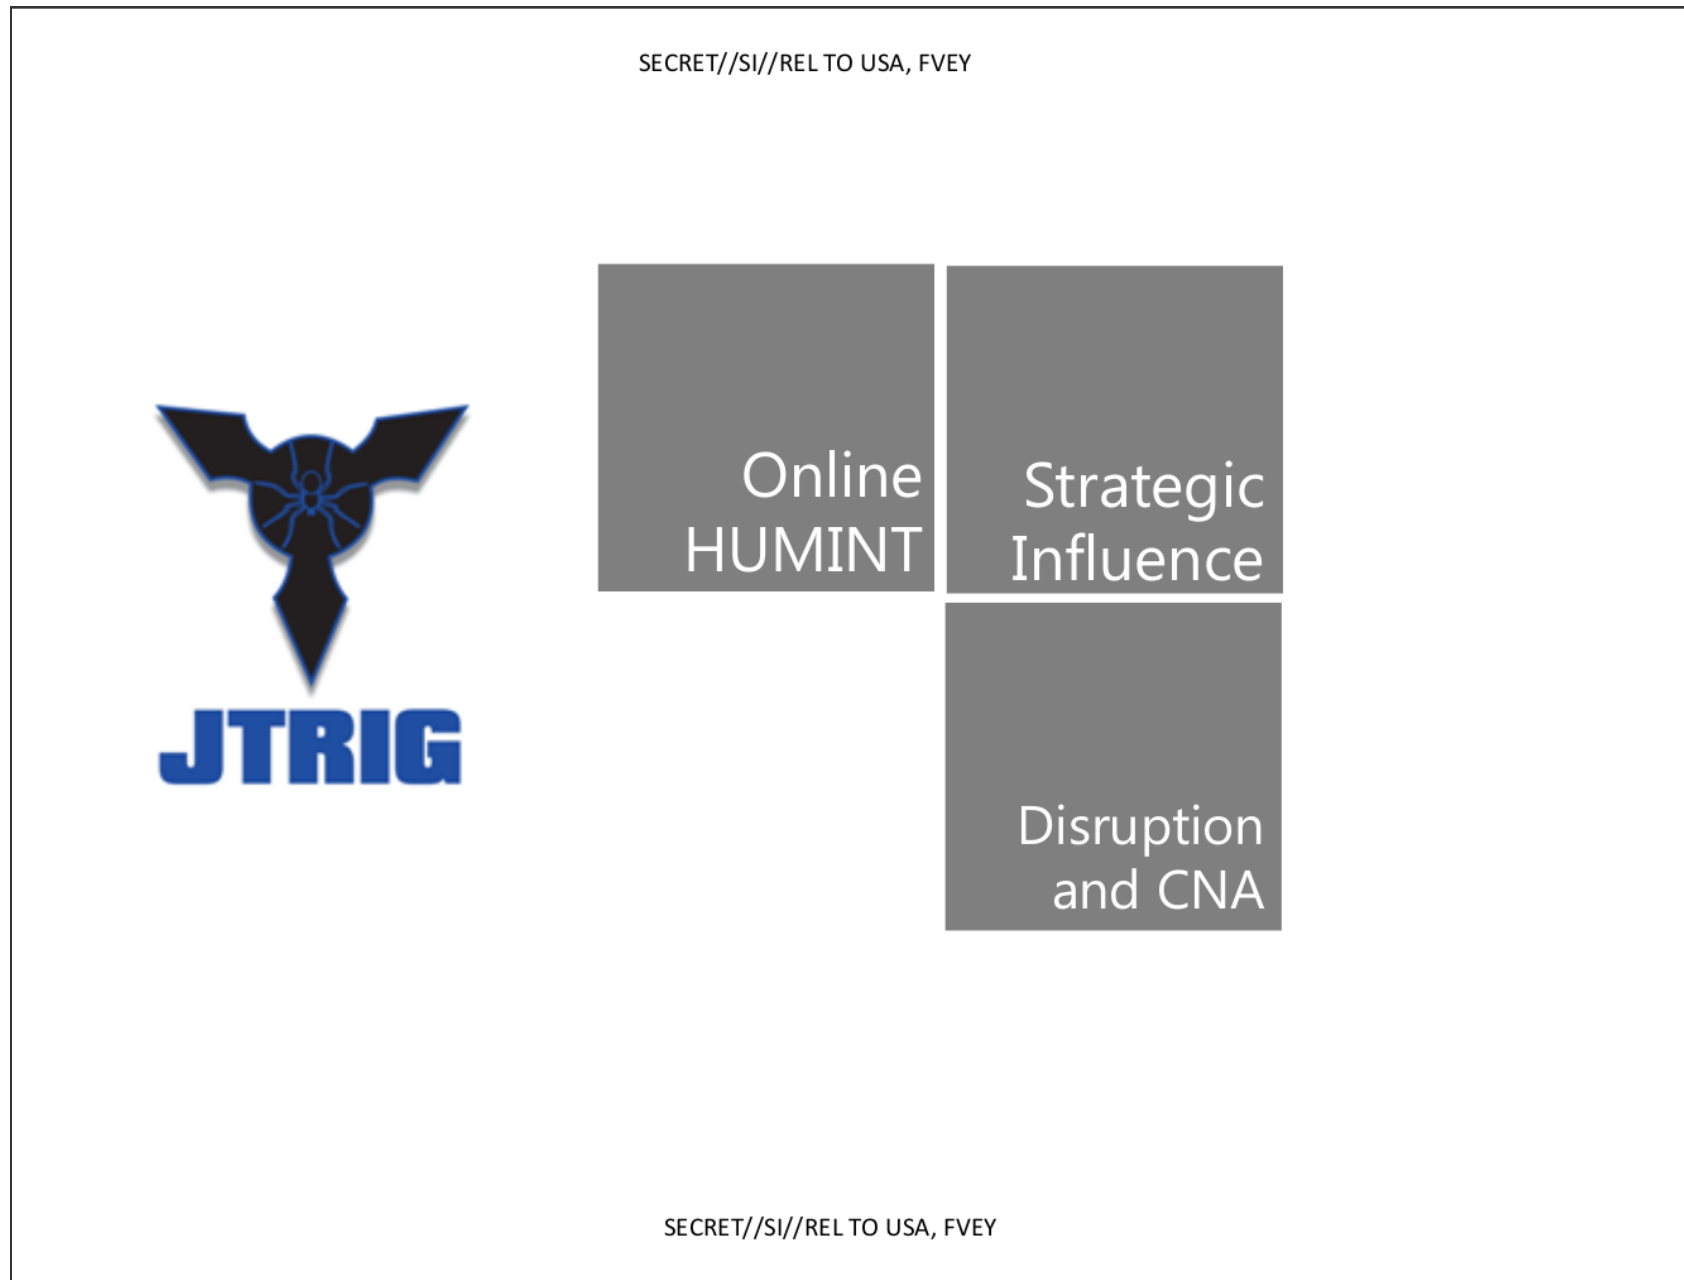 SECRET//SI//REL TO USA, FVEY
Online
HUMINT
Strategic
Influence
JTRIG
Disruption
and CNA
SECRET//SI//REL TO USA, FVEY